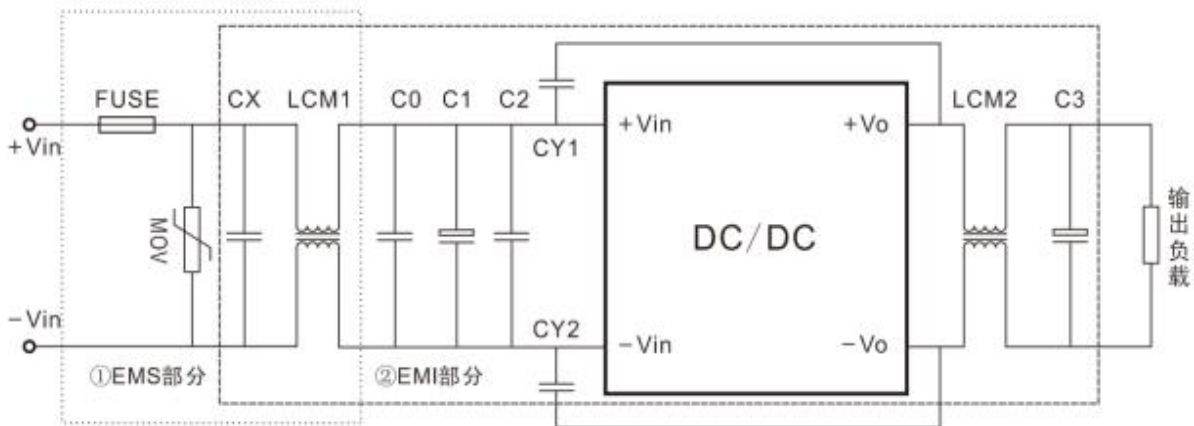 FUSE
CX
LCM1
C0
C1
C2
LCM2
C3
+Vin
CY1
+Vin
+Vo
MOV
DC/DC
输出负载
-Vin
CY2
-Vin
-Vo
①EMS部分
②EMI部分